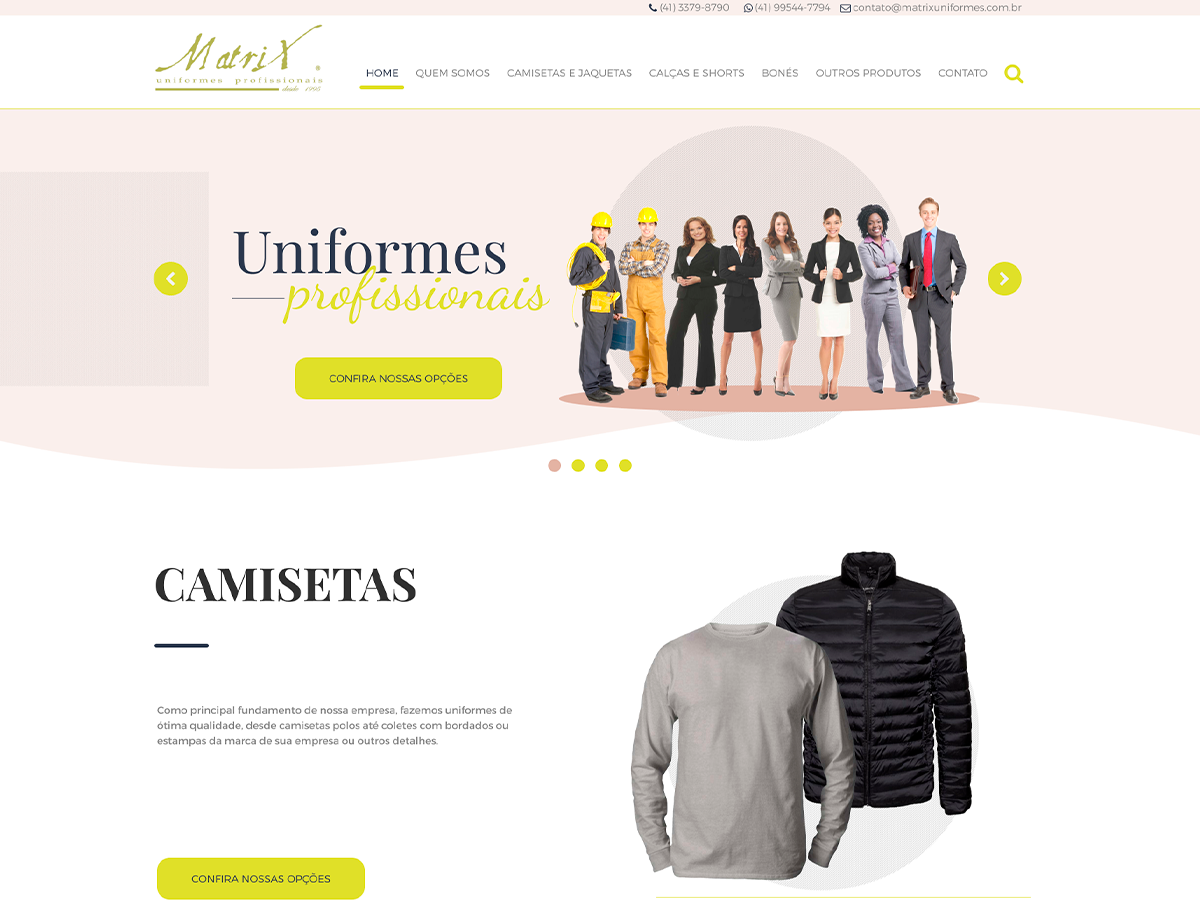 (41) 3379-8790 (41) 99544-7794 contato@matrixuniformes.com.br
MatriX ®
uniformes profissionais
desde 1998
HOME QUEM SOMOS CAMISETAS E JAQUETAS CALÇAS E SHORTS BONÉS OUTROS PRODUTOS CONTATO
Uniformes
profissionais
CONFIRA NOSSAS OPÇÕES
CAMISETAS
Como principal fundamento de nossa empresa, fazemos uniformes de
ótima qualidade, desde camisetas polos até coletes com bordados ou
estampas da marca de sua empresa ou outros detalhes.
CONFIRA NOSSAS OPÇÕES